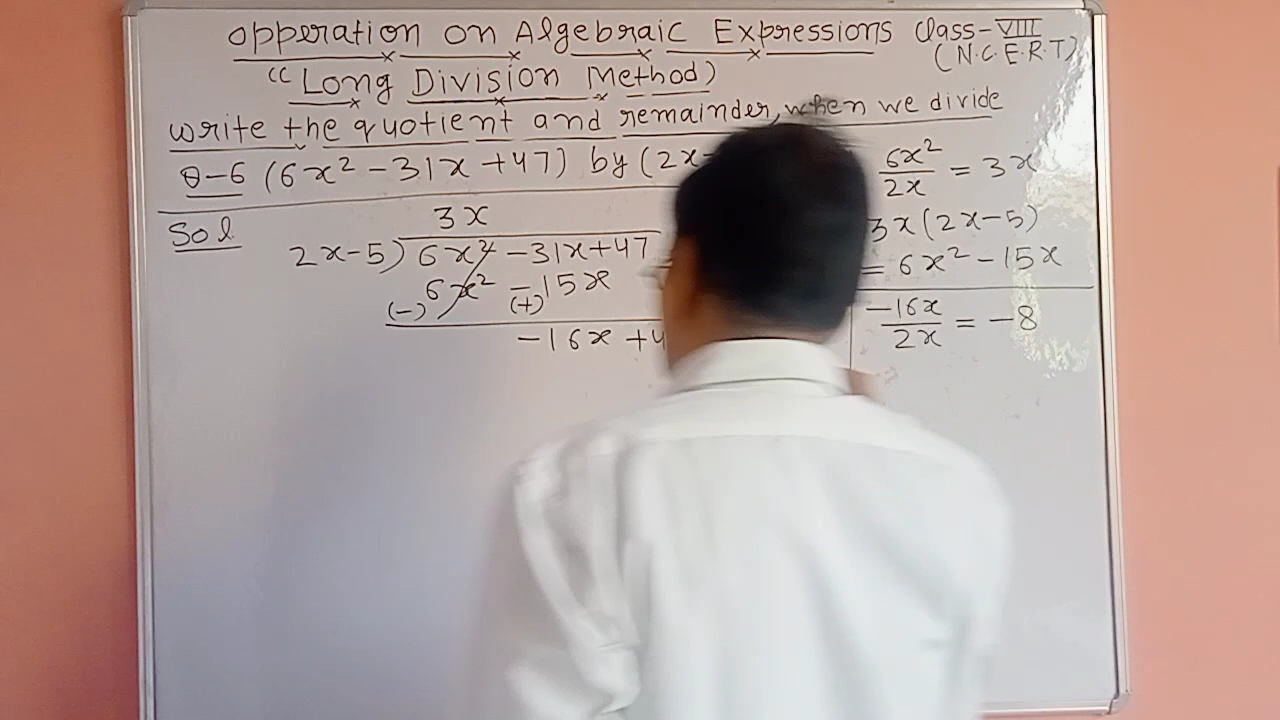 Opperation on Algebraic Expressions Class-VIII
(N.C.E.R.T)
(Long Division Method)
write the quotient and remainder, when we divide
Q-6 (6x² - 31x + 47) by (2x-
Sol
3x
2x-5) 6x² - 31x + 47
6x² - 15x
(-) (+)
-16x + 4
6x²/2x = 3x
3x(2x-5)
= 6x² - 15x
-16x/2x = -8